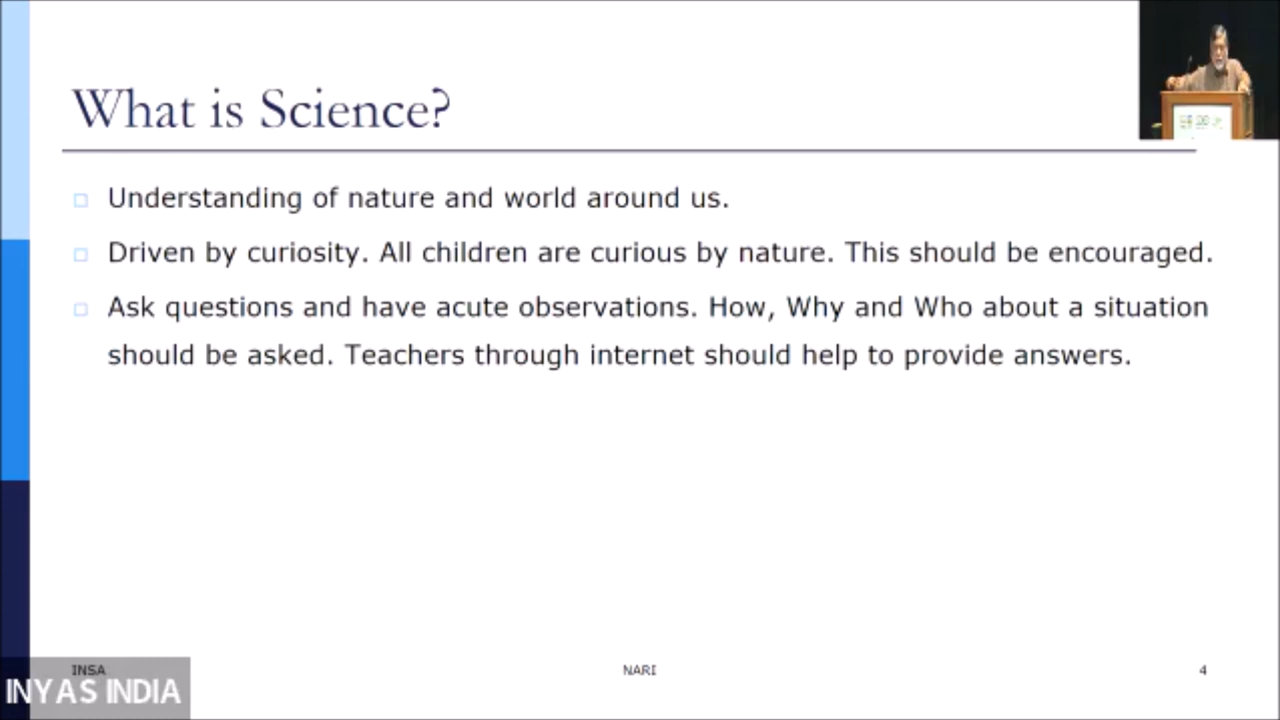 What is Science?
Understanding of nature and world around us.
Driven by curiosity. All children are curious by nature. This should be encouraged.
Ask questions and have acute observations. How, Why and Who about a situation
should be asked. Teachers through internet should help to provide answers.
INSA
NARI
4
INYAS INDIA